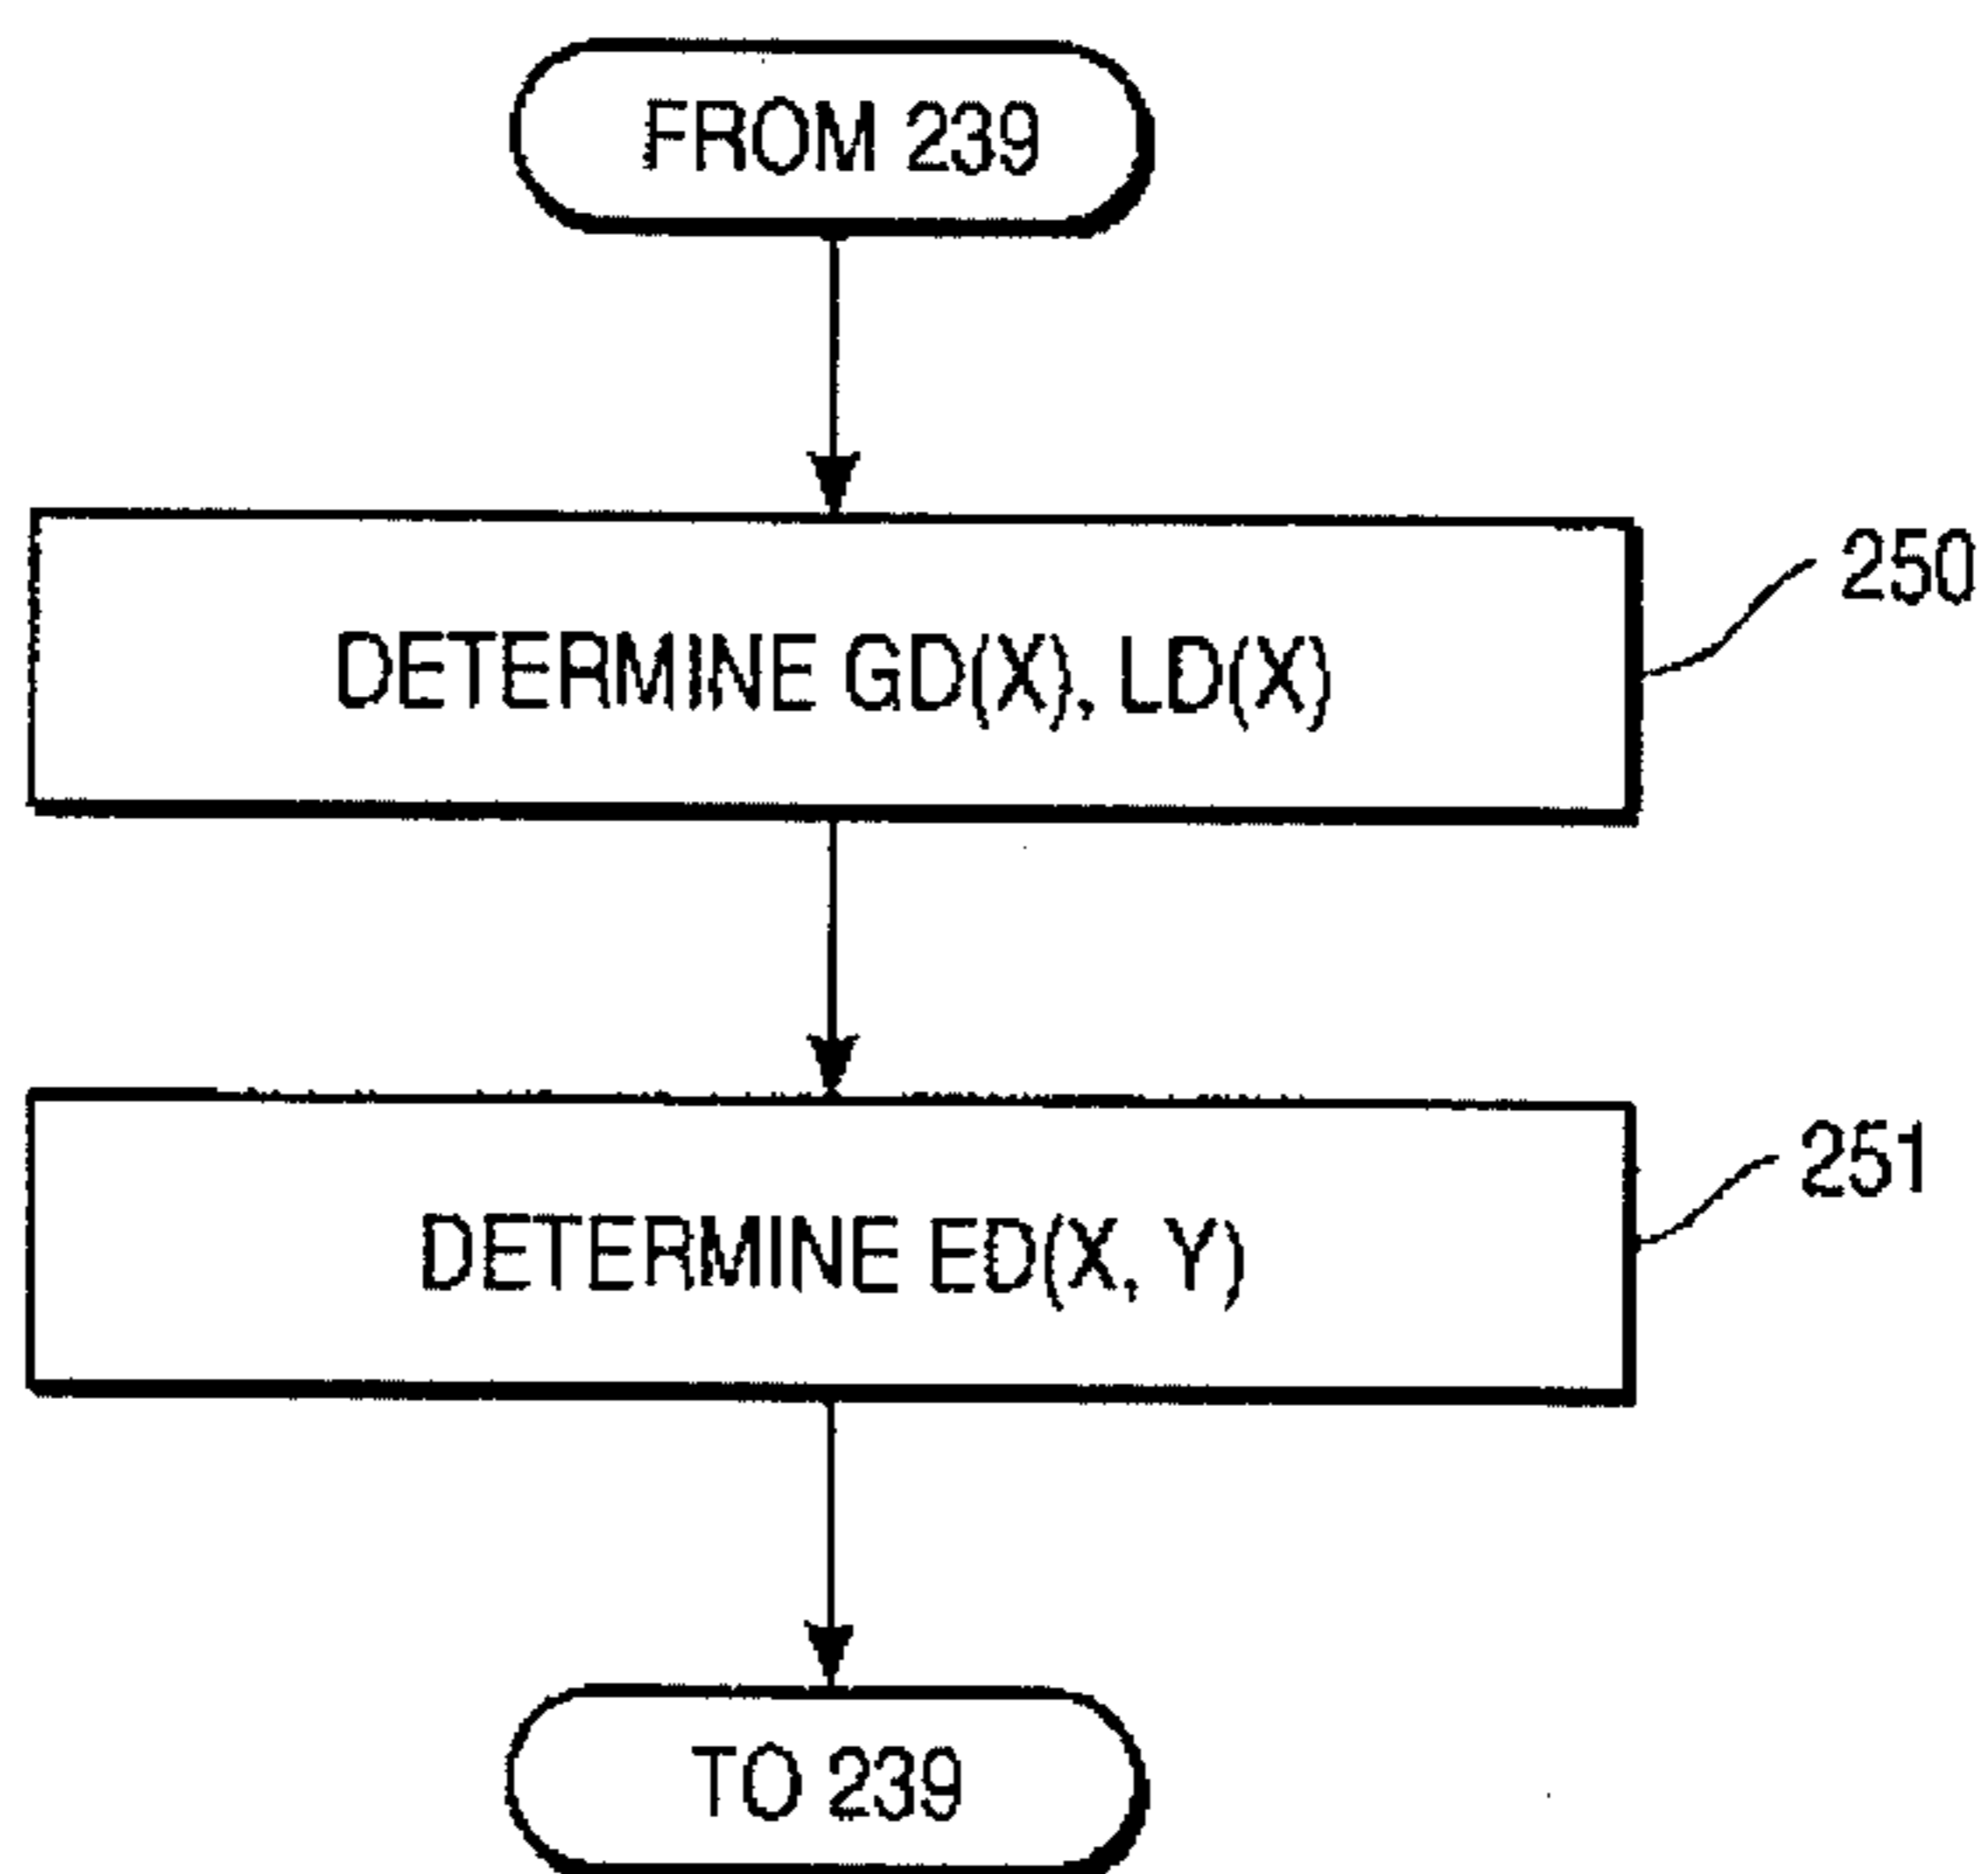 FROM 239
250
DETERMINE GD(X), LD(X)
251
DETERMINE ED(X, Y)
TO 239